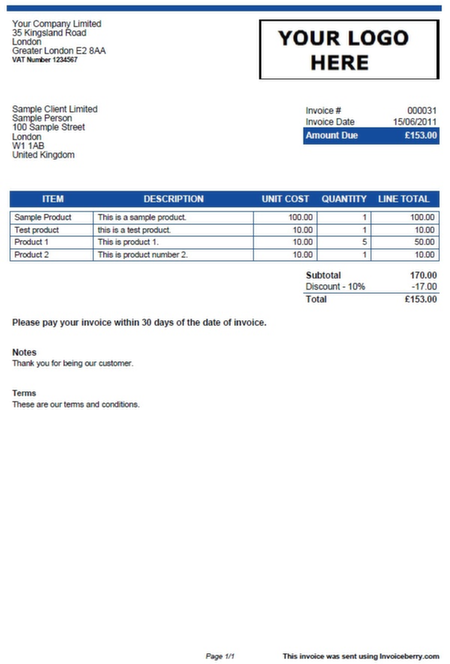 Your Company Limited
35 Kingsland Road
London
Greater London E2 8AA
VAT Number 1234567
YOUR LOGO
HERE
Sample Client Limited
Sample Person
100 Sample Street
London
W1 1AB
United Kingdom
Invoice # 000031
Invoice Date 15/06/2011
Amount Due £153.00
ITEM DESCRIPTION UNIT COST QUANTITY LINE TOTAL
Sample Product This is a sample product. 100.00 1 100.00
Test product this is a test product. 10.00 1 10.00
Product 1 This is product 1. 10.00 5 50.00
Product 2 This is product number 2. 10.00 1 10.00
Subtotal 170.00
Discount - 10% -17.00
Total £153.00
Please pay your invoice within 30 days of the date of invoice.
Notes
Thank you for being our customer.
Terms
These are our terms and conditions.
Page 1/1 This invoice was sent using Invoiceberry.com